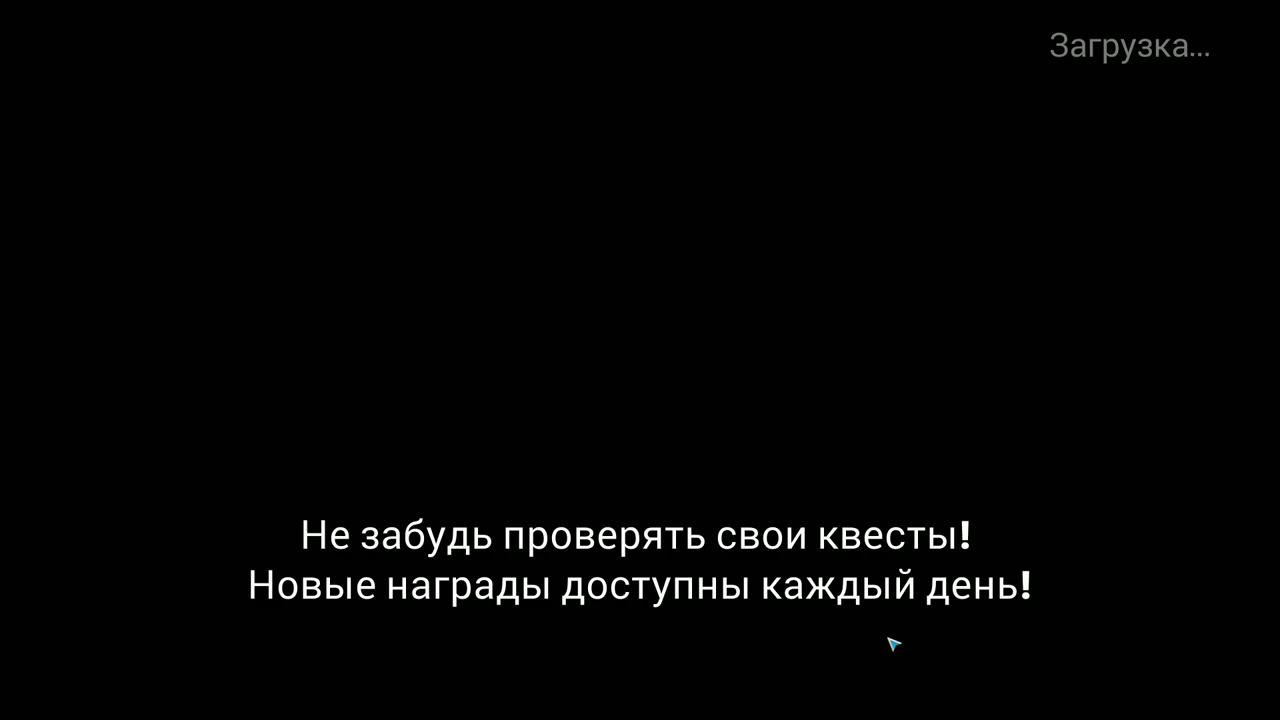 Загрузка...
Не забудь проверять свои квесты!
Новые награды доступны каждый день!